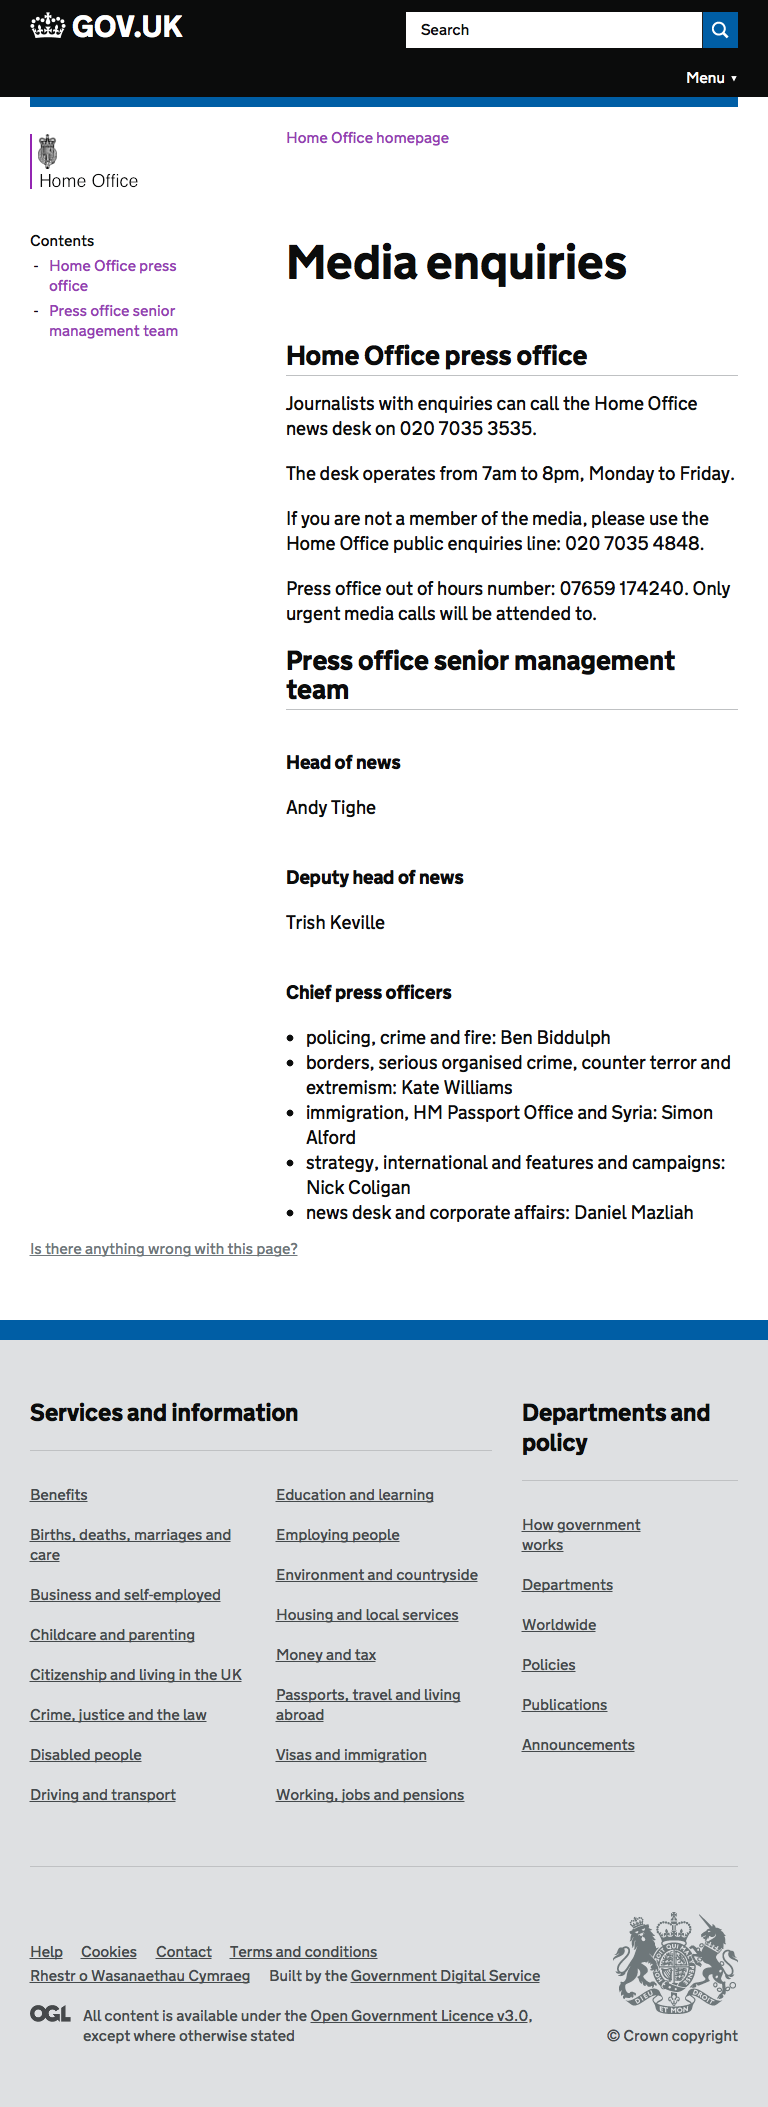 GOV.UK
Search
Menu ▼
Home Office
Home Office homepage
Contents
- Home Office press
office
- Press office senior
management team
Media enquiries
Home Office press office
Journalists with enquiries can call the Home Office
news desk on 020 7035 3535.
The desk operates from 7am to 8pm, Monday to Friday.
If you are not a member of the media, please use the
Home Office public enquiries line: 020 7035 4848.
Press office out of hours number: 07659 174240. Only
urgent media calls will be attended to.
Press office senior management
team
Head of news
Andy Tighe
Deputy head of news
Trish Keville
Chief press officers
• policing, crime and fire: Ben Biddulph
• borders, serious organised crime, counter terror and
extremism: Kate Williams
• immigration, HM Passport Office and Syria: Simon
Alford
• strategy, international and features and campaigns:
Nick Coligan
• news desk and corporate affairs: Daniel Mazliah
Is there anything wrong with this page?
Services and information
Benefits
Births, deaths, marriages and
care
Business and self-employed
Childcare and parenting
Citizenship and living in the UK
Crime, justice and the law
Disabled people
Driving and transport
Education and learning
Employing people
Environment and countryside
Housing and local services
Money and tax
Passports, travel and living
abroad
Visas and immigration
Working, jobs and pensions
Departments and
policy
How government
works
Departments
Worldwide
Policies
Publications
Announcements
Help Cookies Contact Terms and conditions
Rhestr o Wasanaethau Cymraeg Built by the Government Digital Service
OGL All content is available under the Open Government Licence v3.0,
except where otherwise stated
DIEU ET MON DROIT
© Crown copyright